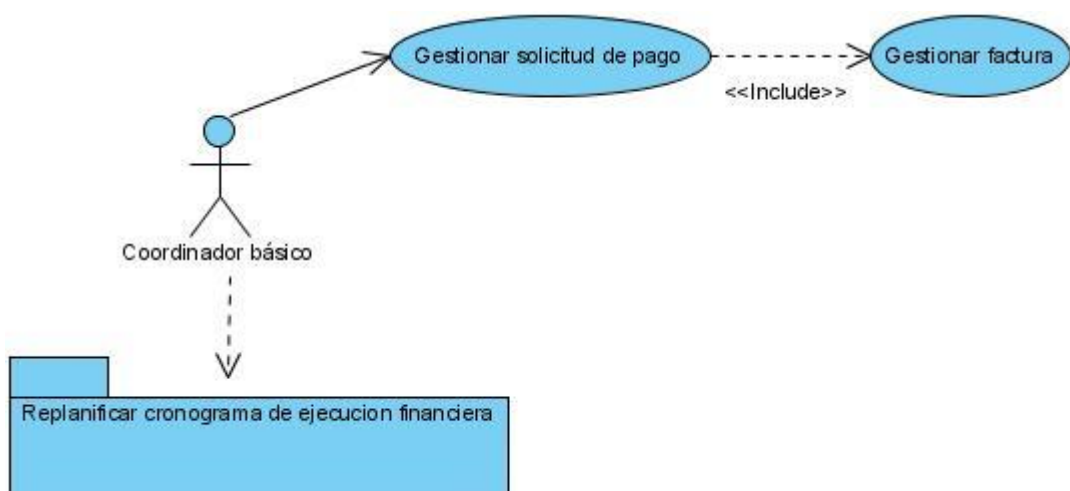 Gestionar solicitud de pago
Gestionar factura
<<Include>>
Coordinador básico
Replanificar cronograma de ejecucion financiera